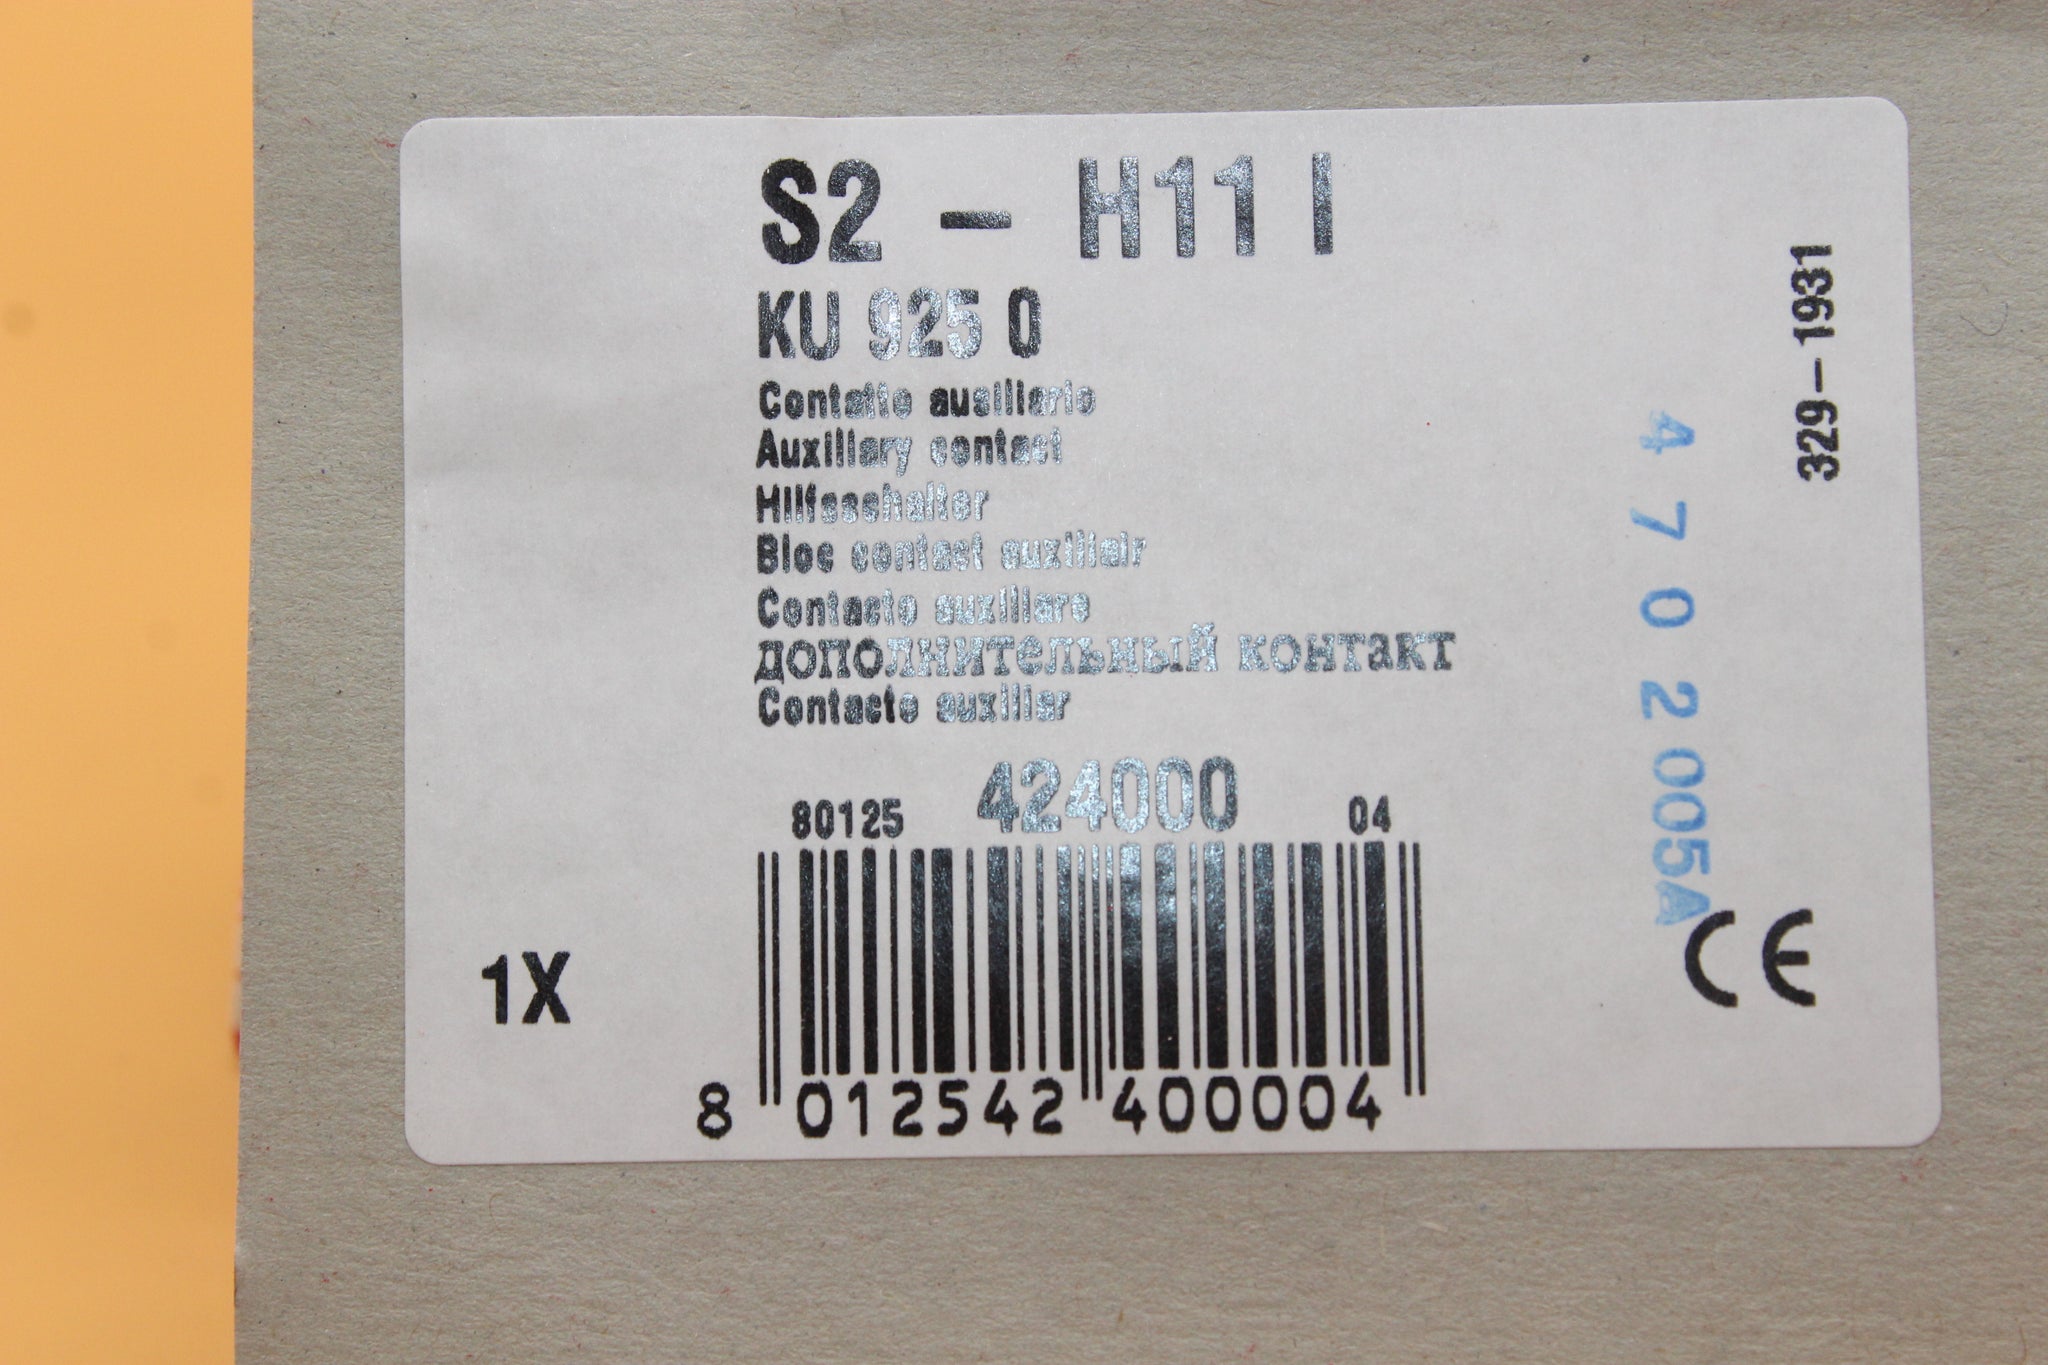 S2 – H11 I
KU 925 0
Contatto ausiliario
Auxiliary contact
Hilfsschalter
Bloc contact auxiliair
Contacto auxiliare
дополнительный контакт
Contacto auxiliar
80125 424000 04
8 012542 400004
1X
329-1931
4 7 0 2 005A
CE